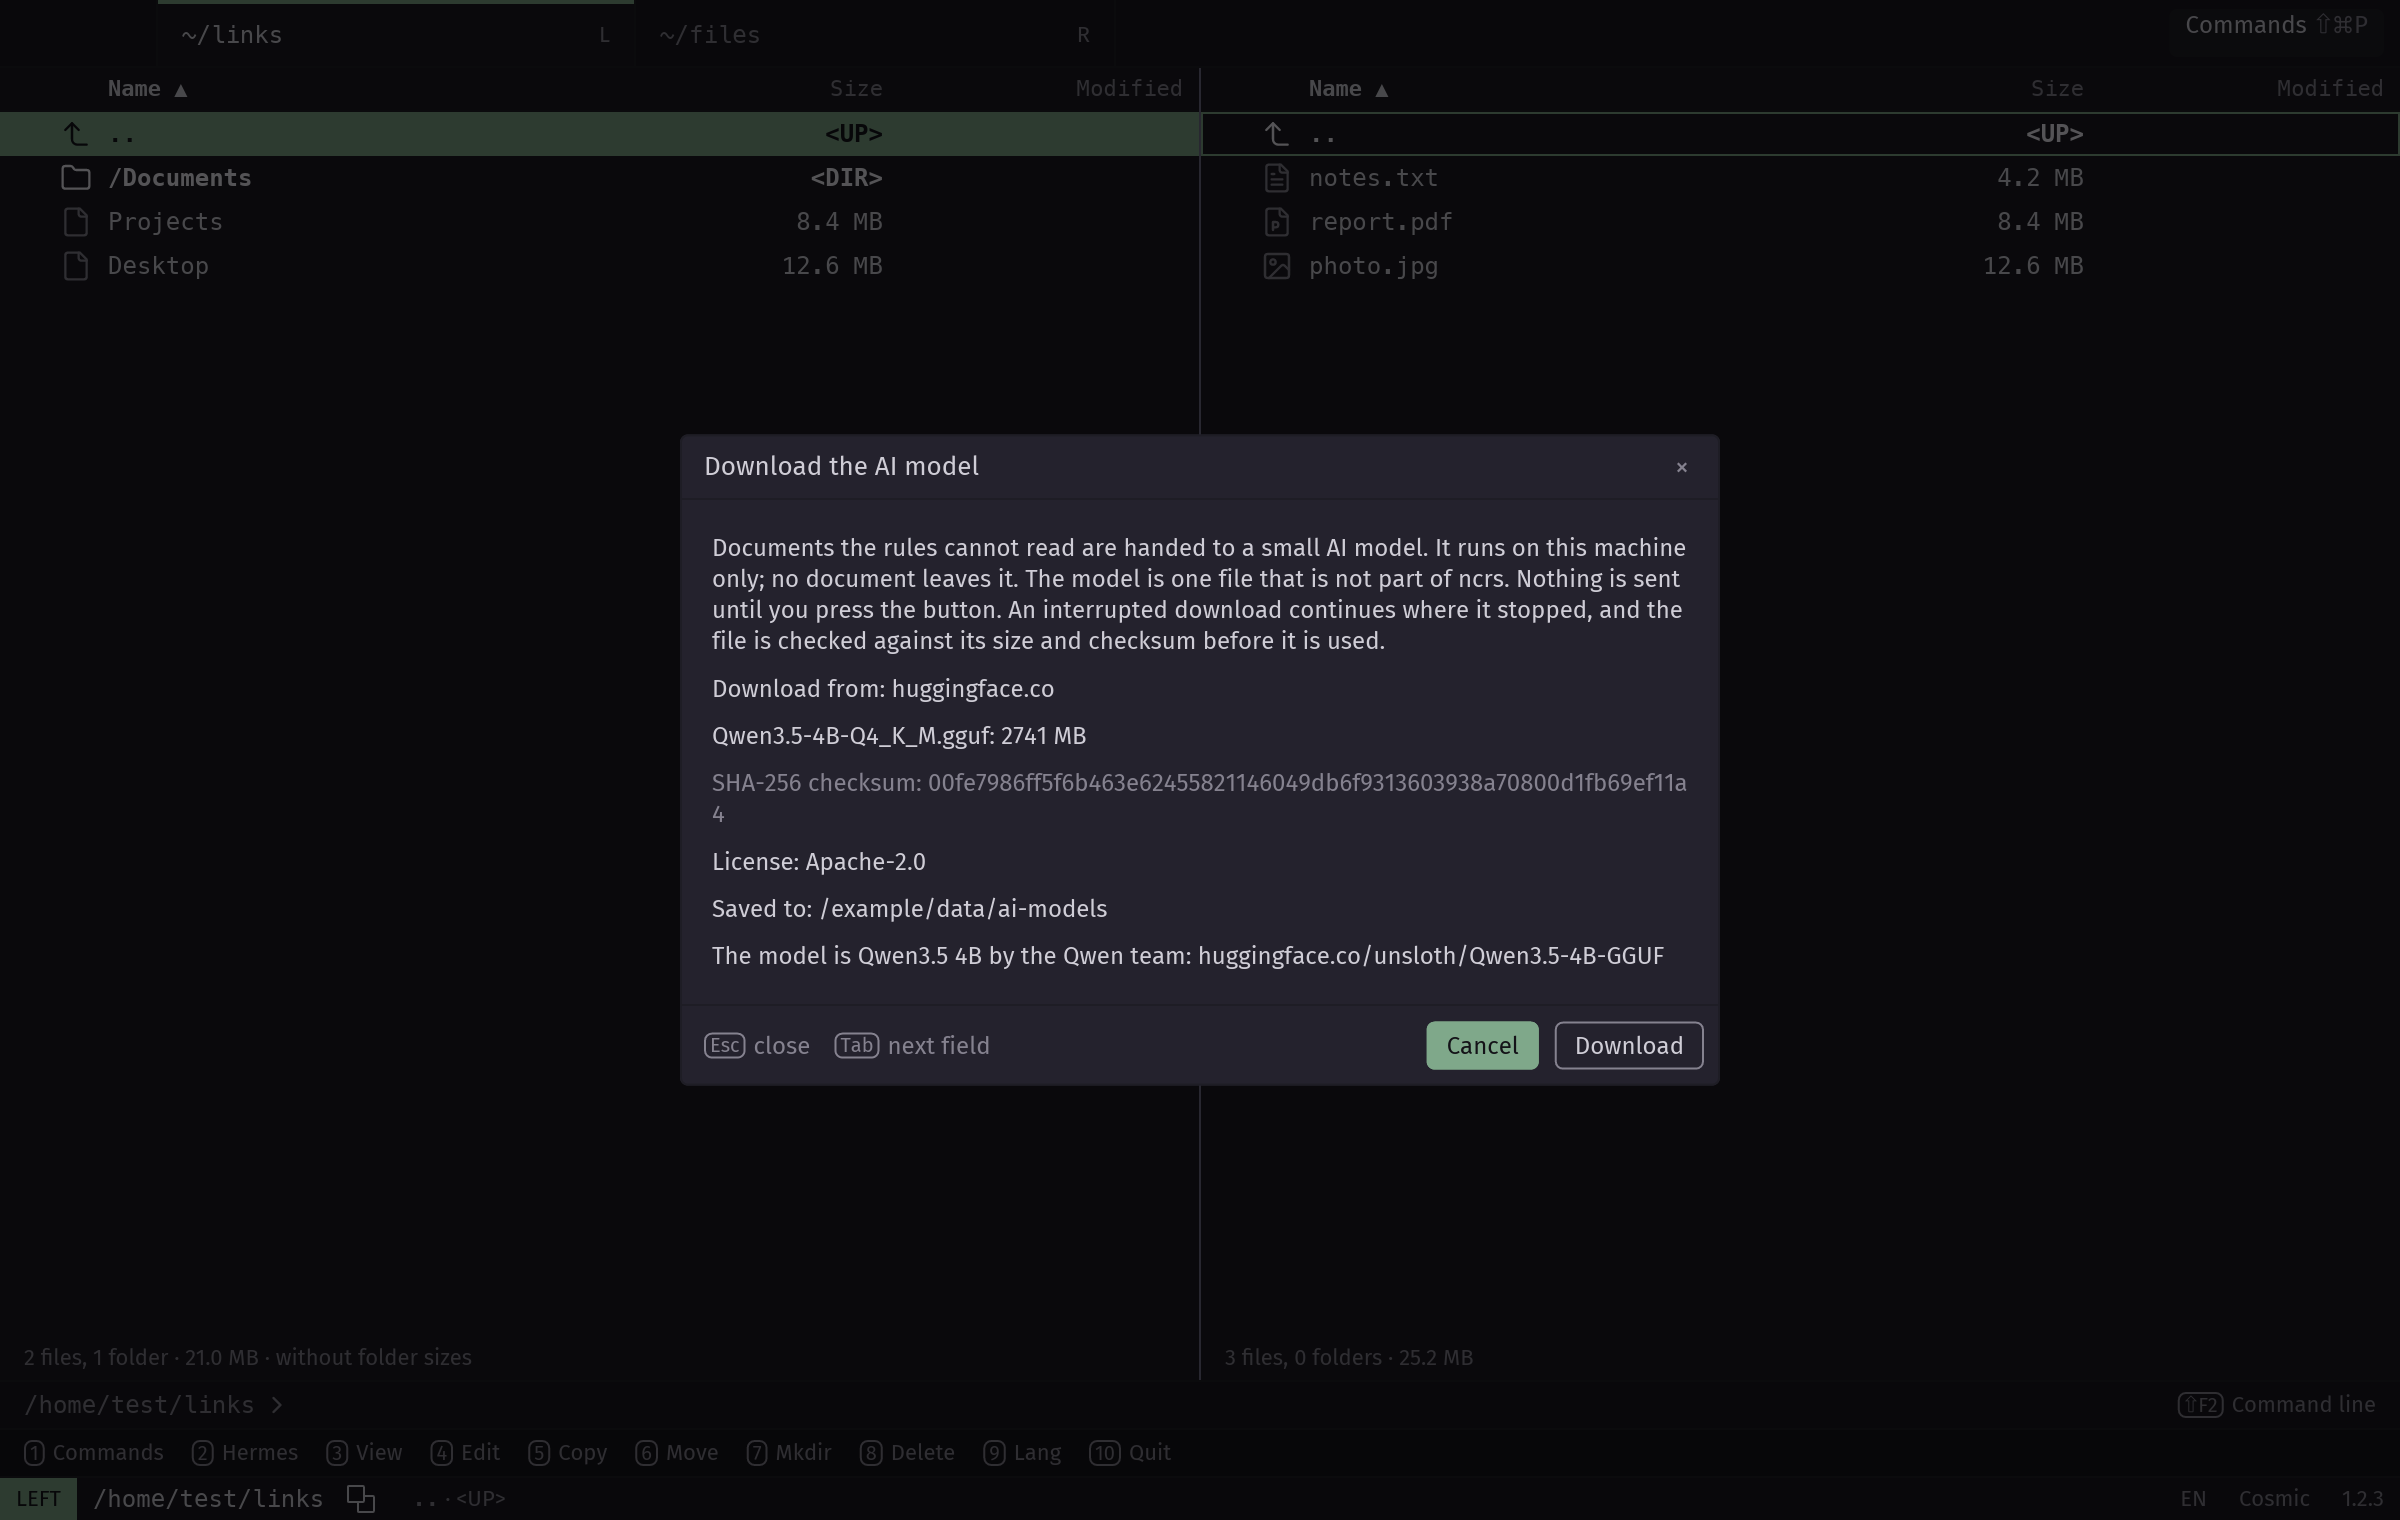 ~/links L ~/files R Commands ⇧⌘P
Name ▲ Size Modified Name ▲ Size Modified
.. <UP> .. <UP>
/Documents <DIR> notes.txt 4.2 MB
Projects 8.4 MB report.pdf 8.4 MB
Desktop 12.6 MB photo.jpg 12.6 MB
Download the AI model ×
Documents the rules cannot read are handed to a small AI model. It runs on this machine
only; no document leaves it. The model is one file that is not part of ncrs. Nothing is sent
until you press the button. An interrupted download continues where it stopped, and the
file is checked against its size and checksum before it is used.
Download from: huggingface.co
Qwen3.5-4B-Q4_K_M.gguf: 2741 MB
SHA-256 checksum: 00fe7986ff5f6b463e62455821146049db6f9313603938a70800d1fb69ef11a
4
License: Apache-2.0
Saved to: /example/data/ai-models
The model is Qwen3.5 4B by the Qwen team: huggingface.co/unsloth/Qwen3.5-4B-GGUF
Esc close Tab next field Cancel Download
2 files, 1 folder · 21.0 MB · without folder sizes 3 files, 0 folders · 25.2 MB
/home/test/links > ⇧F2 Command line
1 Commands 2 Hermes 3 View 4 Edit 5 Copy 6 Move 7 Mkdir 8 Delete 9 Lang 10 Quit
LEFT /home/test/links .. · <UP> EN Cosmic 1.2.3